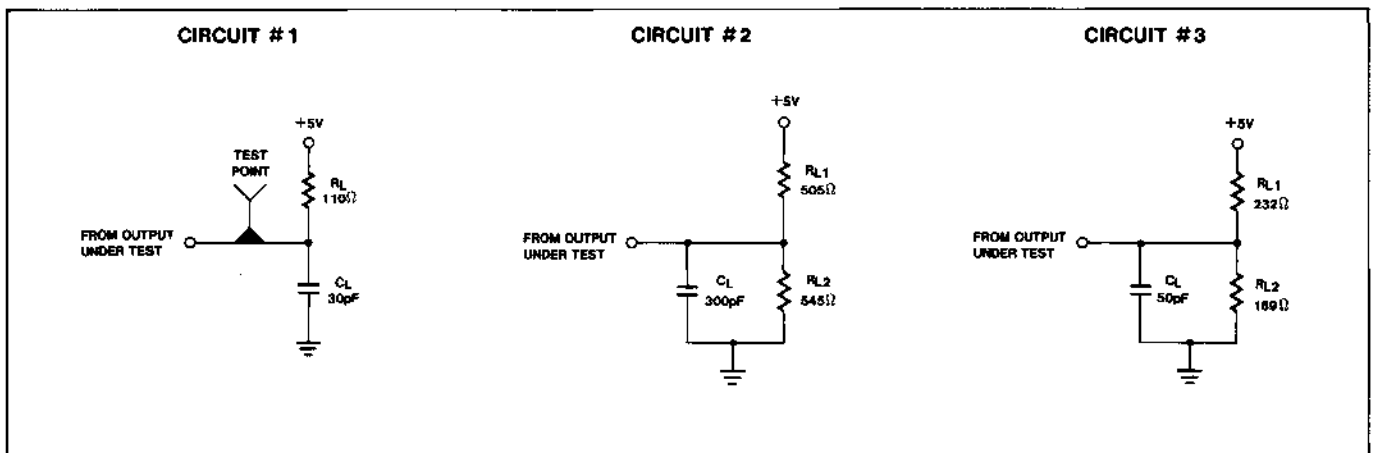 CIRCUIT #1
CIRCUIT #2
CIRCUIT #3
+5V
TEST
POINT
RL
110Ω
FROM OUTPUT
UNDER TEST
CL
30pF
+5V
RL1
505Ω
FROM OUTPUT
UNDER TEST
CL
300pF
RL2
545Ω
+5V
RL1
232Ω
FROM OUTPUT
UNDER TEST
CL
50pF
RL2
169Ω